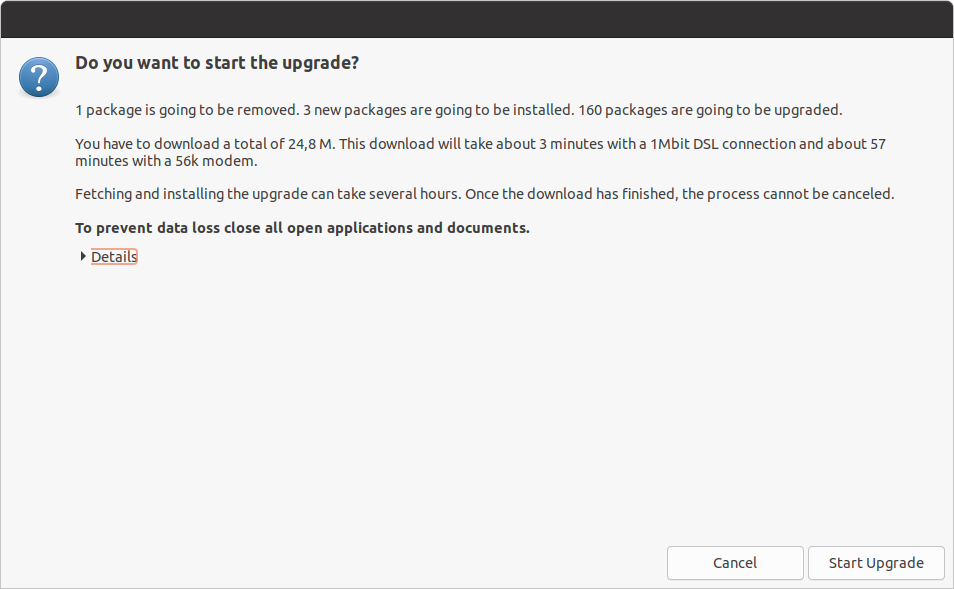 Do you want to start the upgrade?
1 package is going to be removed. 3 new packages are going to be installed. 160 packages are going to be upgraded.
You have to download a total of 24,8 M. This download will take about 3 minutes with a 1Mbit DSL connection and about 57
minutes with a 56k modem.
Fetching and installing the upgrade can take several hours. Once the download has finished, the process cannot be canceled.
To prevent data loss close all open applications and documents.
Details
Cancel
Start Upgrade